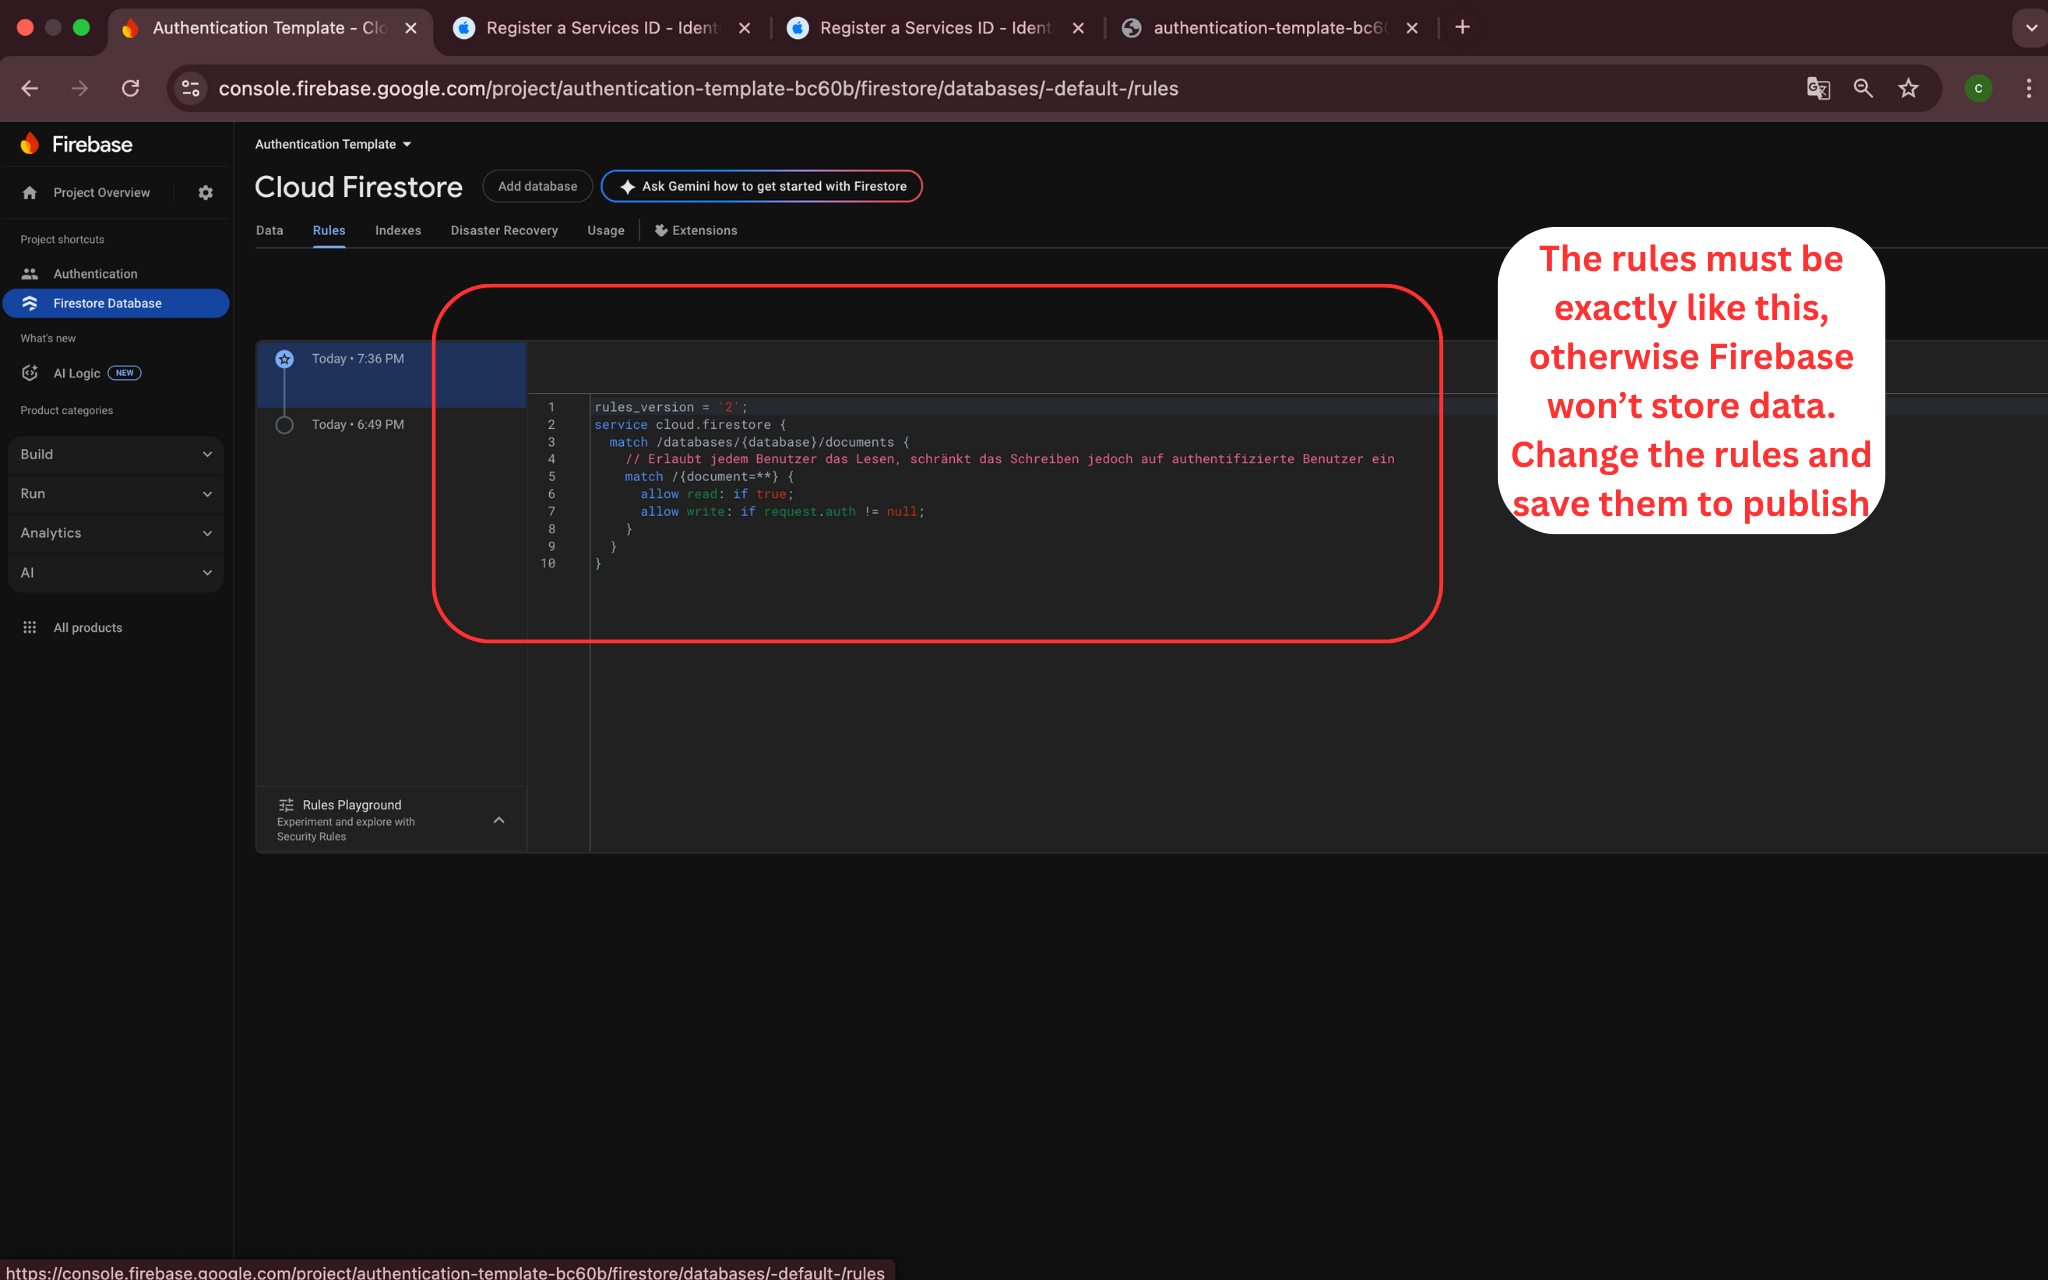 Authentication Template - Clo
Register a Services ID - Ident
Register a Services ID - Ident
authentication-template-bc60
console.firebase.google.com/project/authentication-template-bc60b/firestore/databases/-default-/rules
C
Firebase
Project Overview
Project shortcuts
Authentication
Firestore Database
What's new
AI Logic NEW
Product categories
Build
Run
Analytics
AI
All products
Authentication Template
Cloud Firestore
Add database
Ask Gemini how to get started with Firestore
Data Rules Indexes Disaster Recovery Usage Extensions
Today • 7:36 PM
Today • 6:49 PM
1 rules_version = '2';
2 service cloud.firestore {
3 match /databases/{database}/documents {
4 // Erlaubt jedem Benutzer das Lesen, schränkt das Schreiben jedoch auf authentifizierte Benutzer ein
5 match /{document=**} {
6 allow read: if true;
7 allow write: if request.auth != null;
8 }
9 }
10 }
Rules Playground
Experiment and explore with
Security Rules
The rules must be
exactly like this,
otherwise Firebase
won’t store data.
Change the rules and
save them to publish
https://console.firebase.google.com/project/authentication-template-bc60b/firestore/databases/-default-/rules